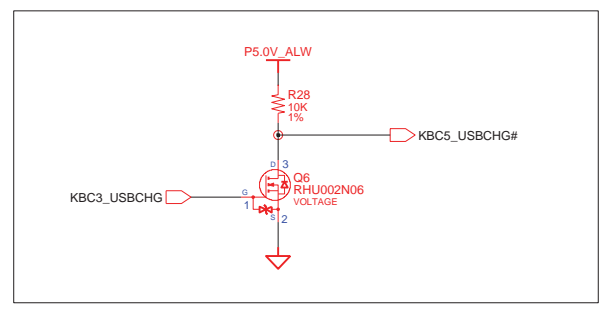 P5.0V_ALW
R28
10K
1%
KBC5_USBCHG#
D 3
Q6
RHU002N06
VOLTAGE
KBC3_USBCHG
G
1
S 2